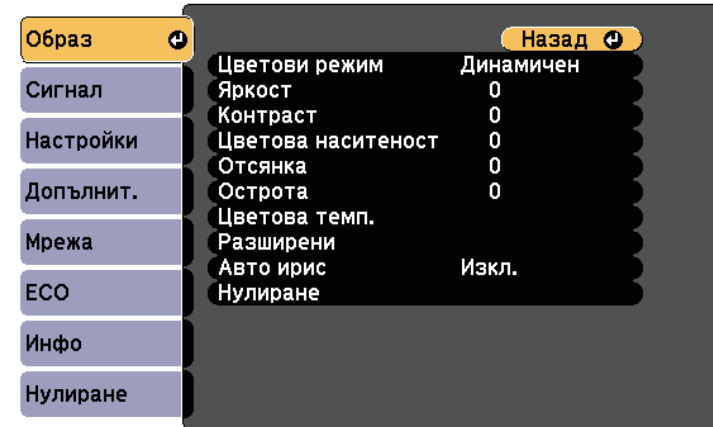 Образ
Сигнал
Настройки
Допълнит.
Мрежа
ECO
Инфо
Нулиране
Назад
Цветови режим Динамичен
Яркост 0
Контраст 0
Цветова наситеност 0
Отсянка 0
Острота 0
Цветова темп.
Разширени
Авто ирис Изкл.
Нулиране